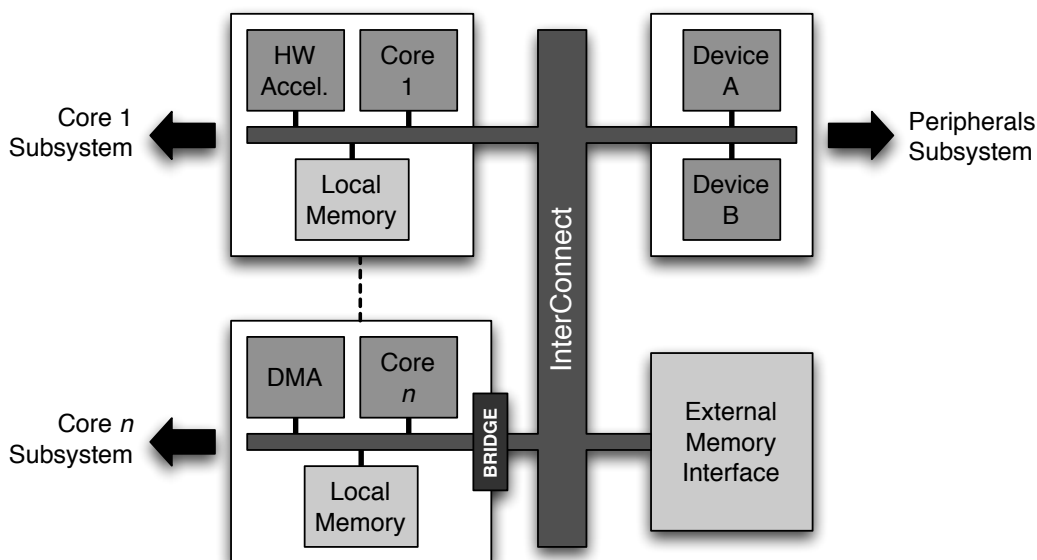 Core 1
Subsystem
HW
Accel.
Core
1
Local
Memory
InterConnect
Device
A
Device
B
Peripherals
Subsystem
Core n
Subsystem
DMA
Core
n
Local
Memory
BRIDGE
External
Memory
Interface